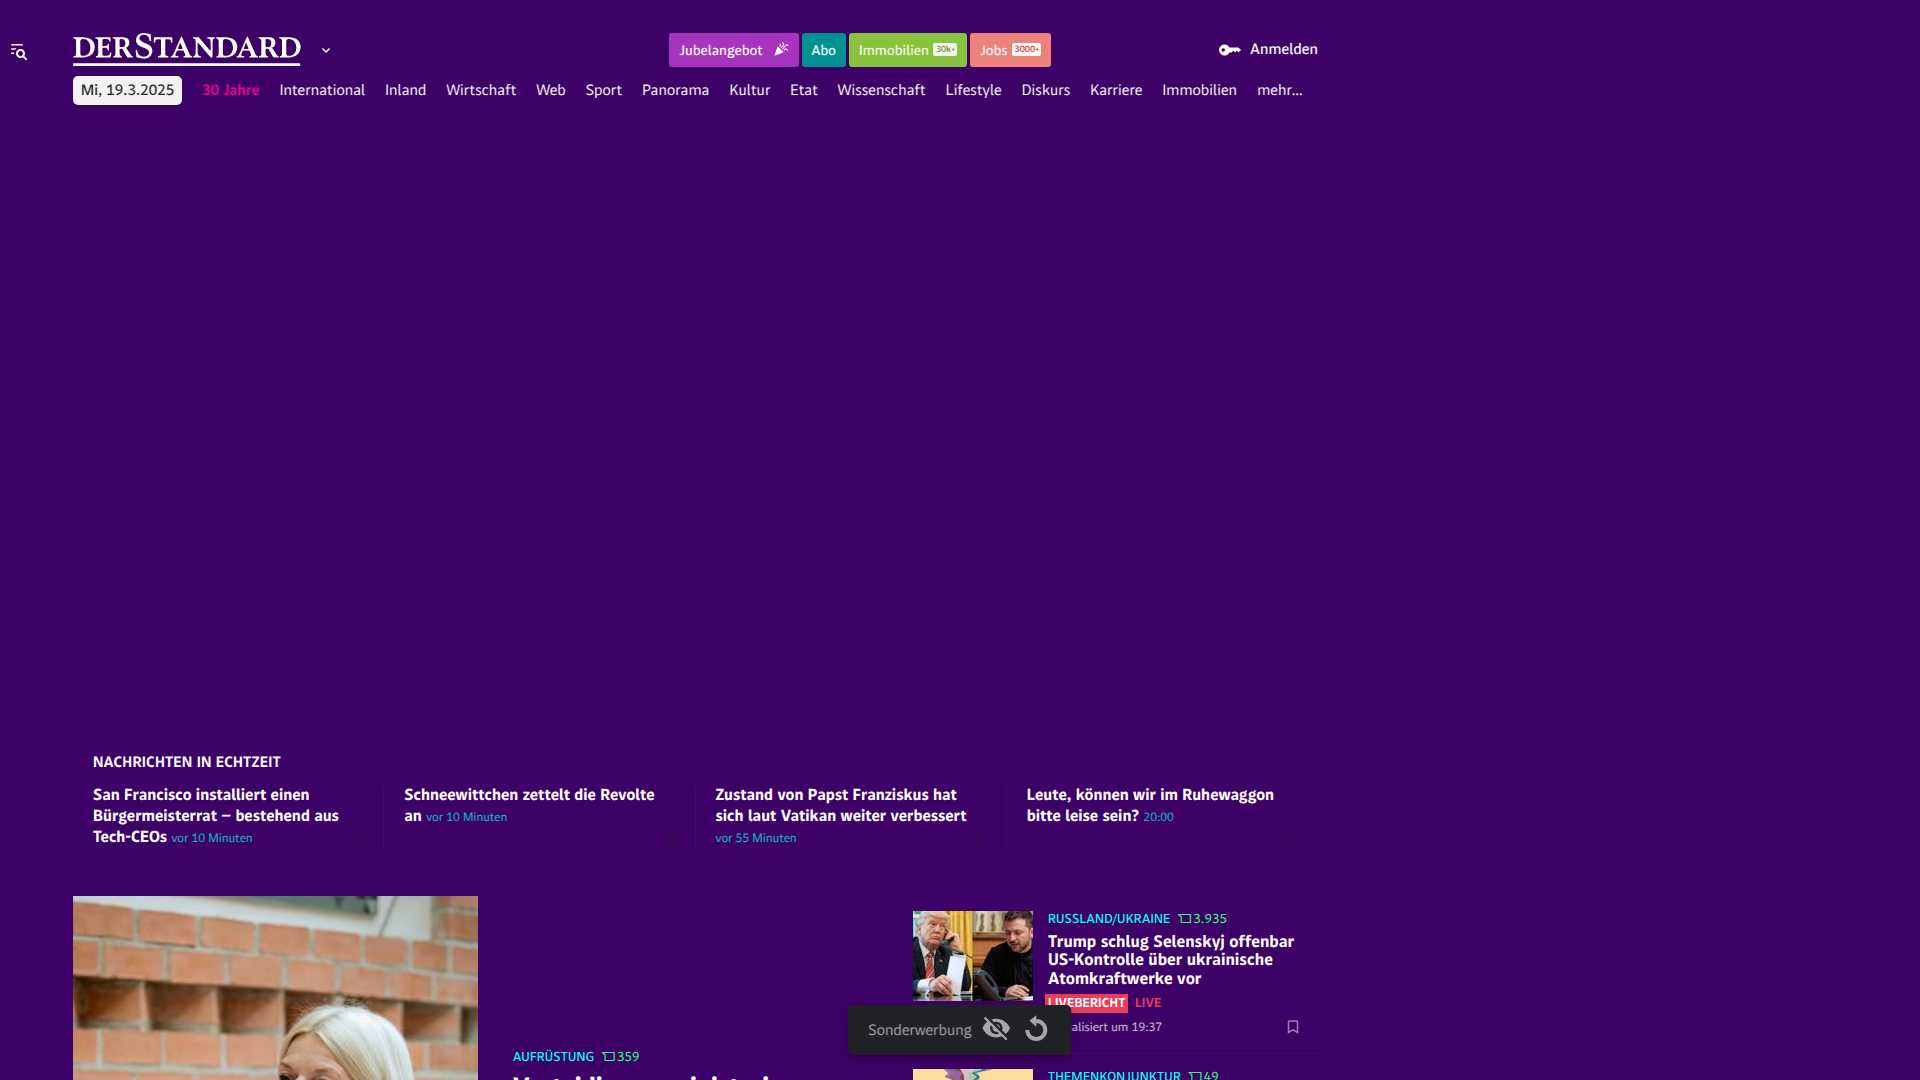 DERSTANDARD
Jubelangebot
Abo
Immobilien 30k+
Jobs 3000+
Anmelden
Mi, 19.3.2025
30 Jahre
International
Inland
Wirtschaft
Web
Sport
Panorama
Kultur
Etat
Wissenschaft
Lifestyle
Diskurs
Karriere
Immobilien
mehr...
NACHRICHTEN IN ECHTZEIT
San Francisco installiert einen
Bürgermeisterrat – bestehend aus
Tech-CEOs vor 10 Minuten
Schneewittchen zettelt die Revolte
an vor 10 Minuten
Zustand von Papst Franziskus hat
sich laut Vatikan weiter verbessert
vor 55 Minuten
Leute, können wir im Ruhewaggon
bitte leise sein? 20:00
AUFRÜSTUNG 359
RUSSLAND/UKRAINE 3.935
Trump schlug Selenskyj offenbar
US-Kontrolle über ukrainische
Atomkraftwerke vor
LIVEBERICHT LIVE
alisiert um 19:37
Sonderwerbung
THEMENKONJUNKTUR 49